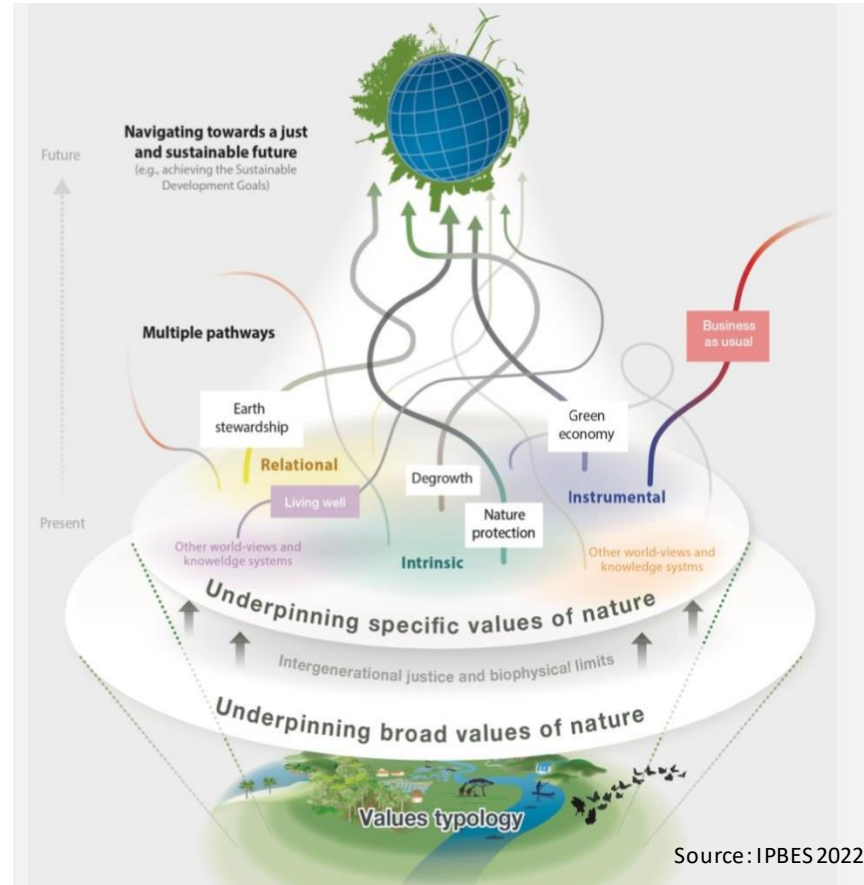 Navigating towards a just
and sustainable future
(e.g., achieving the Sustainable
Development Goals)
Future
Multiple pathways
Business
as usual
Earth
stewardship
Green
economy
Relational
Degrowth
Instrumental
Living well
Present
Nature
protection
Other world-views and
knoweldge systems
Intrinsic
Other world-views and
knowledge systms
Underpinning specific values of nature
Intergenerational justice and biophysical limits
Underpinning broad values of nature
Values typology
Source: IPBES 2022